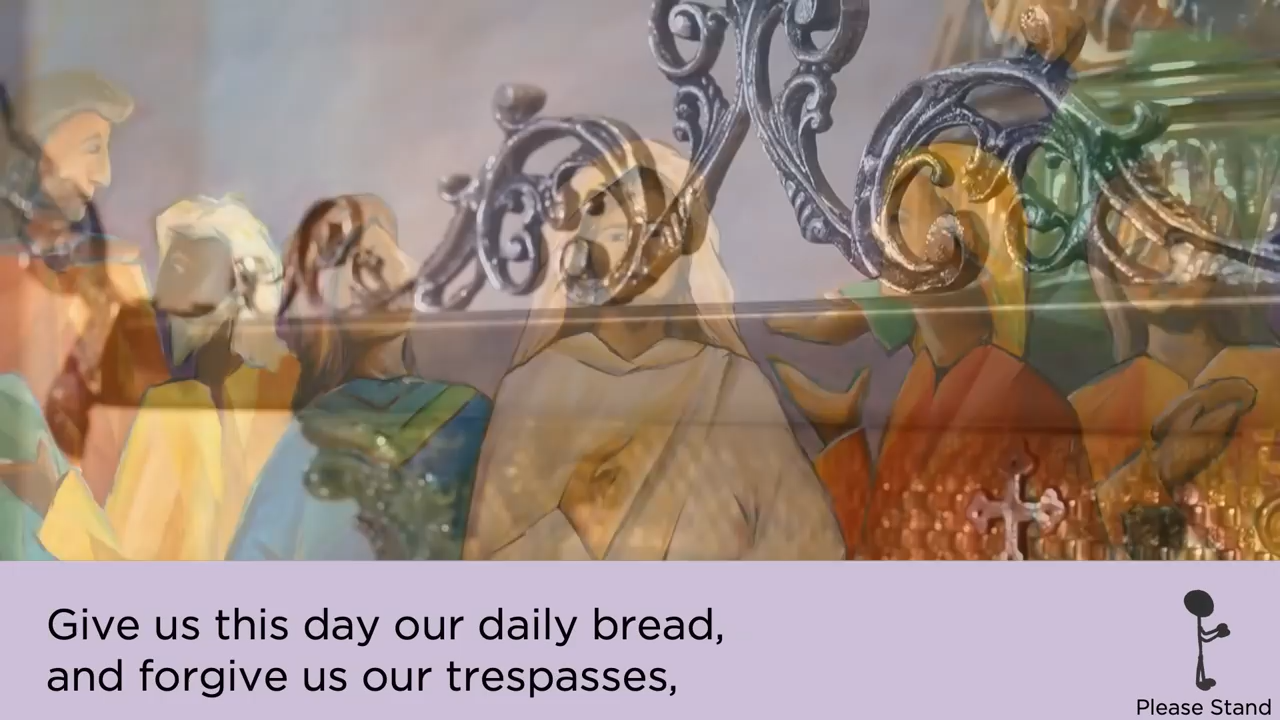 Give us this day our daily bread,
and forgive us our trespasses,
Please Stand